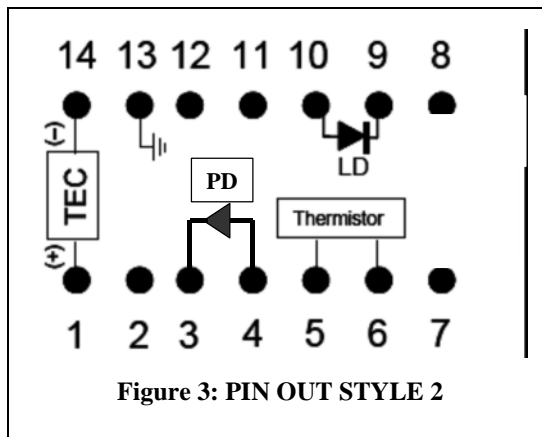 14 13 12 11 10 9 8
(−)
TEC
(+)
LD
PD
Thermistor
1 2 3 4 5 6 7
Figure 3: PIN OUT STYLE 2